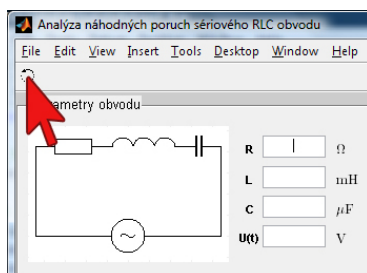 Analýza náhodných poruch sériového RLC obvodu
File Edit View Insert Tools Desktop Window Help
ametry obvodu
R Ω
L mH
C μF
U(t) V